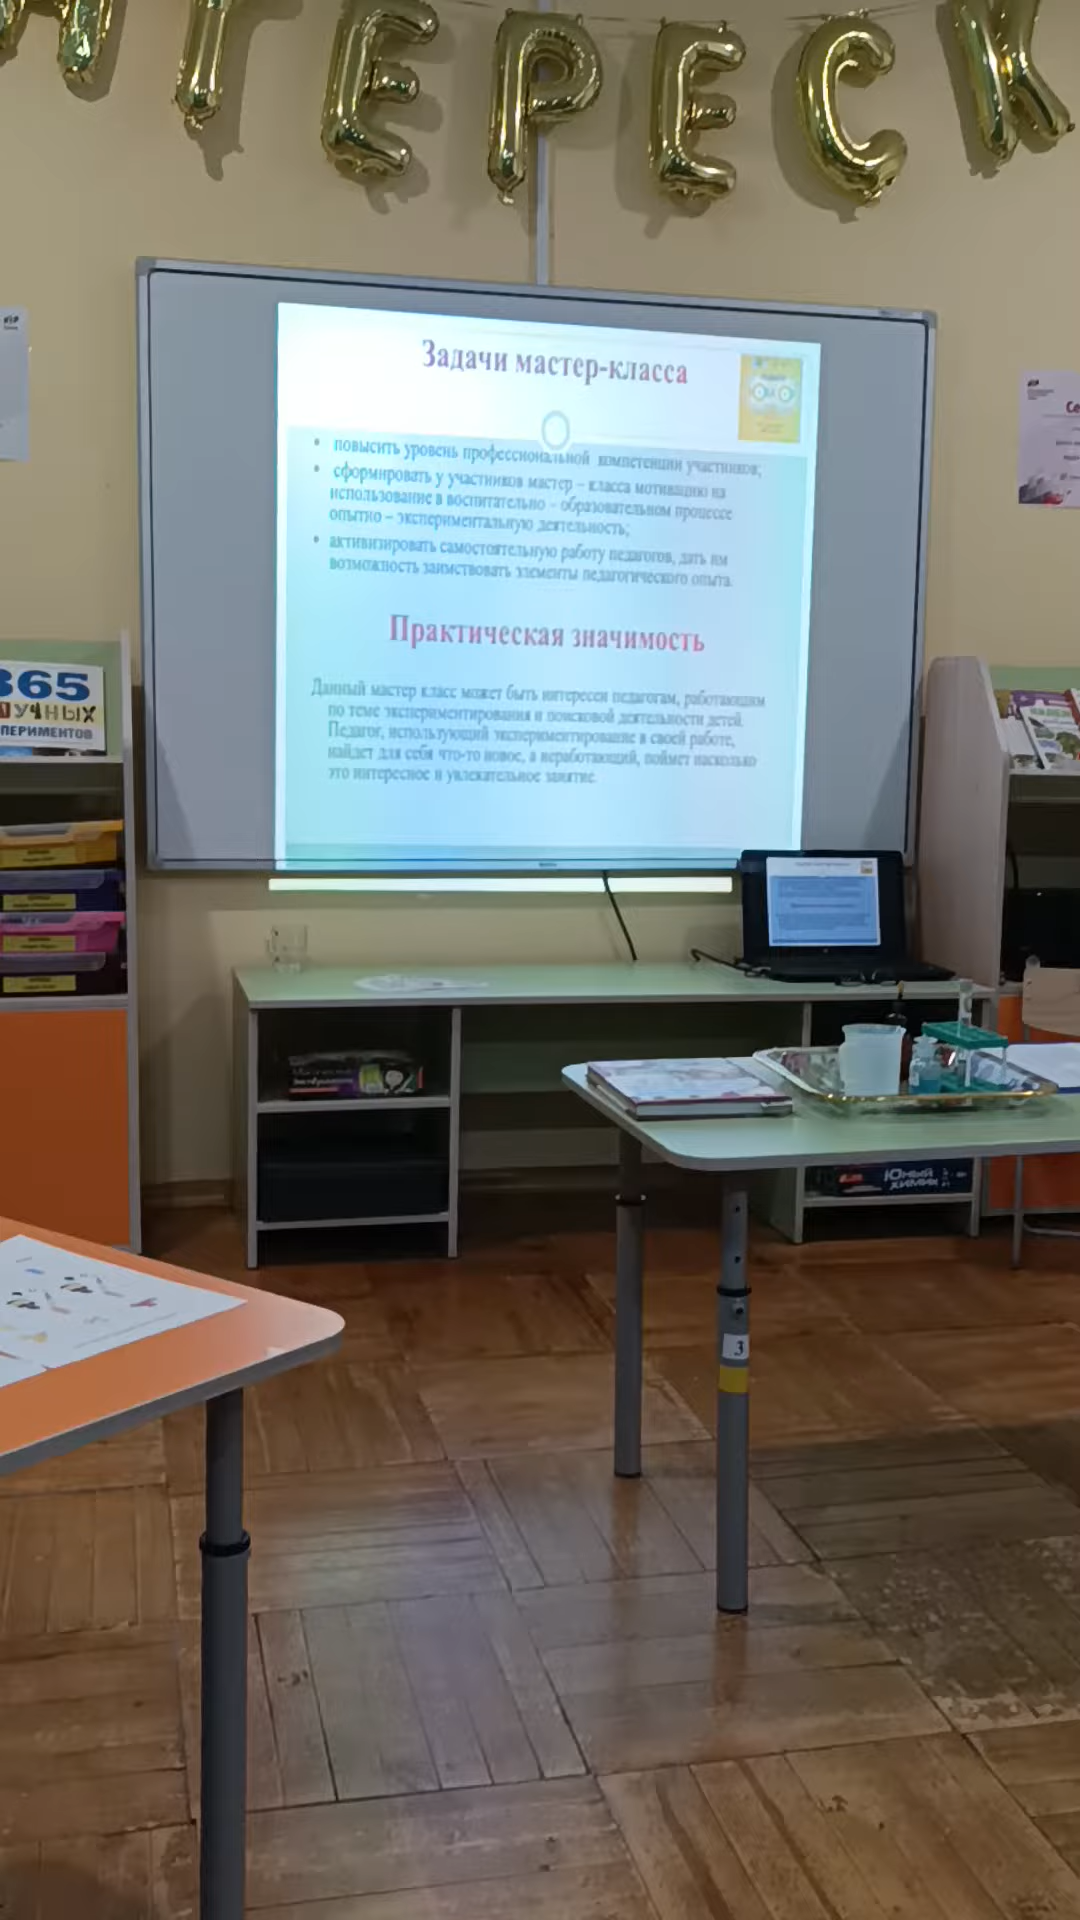 ТЕРЕСК
Задачи мастер-класса
• повысить уровень профессиональной компетенции участников;
• сформировать у участников мастер – класса мотивацию на
использование в воспитательно – образовательном процессе
опытно – экспериментальную деятельность;
• активизировать самостоятельную работу педагогов, дать им
возможность заимствовать элементы педагогического опыта.
Практическая значимость
Данный мастер класс может быть интересен педагогам, работающим
по теме экспериментирования и поисковой деятельности детей.
Педагог, использующий экспериментирование в своей работе,
найдет для себя что-то новое, а неработающий, поймет насколько
это интересное и увлекательное занятие.
365
НАУЧНЫХ
ПЕРИМЕНТОВ
Се
Юный
химик
3